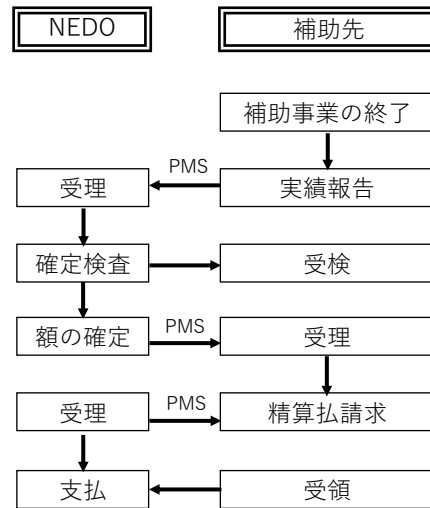 NEDO
補助先
補助事業の終了
PMS
受理
実績報告
確定検査
受検
額の確定
PMS
受理
受理
PMS
精算払請求
支払
受領